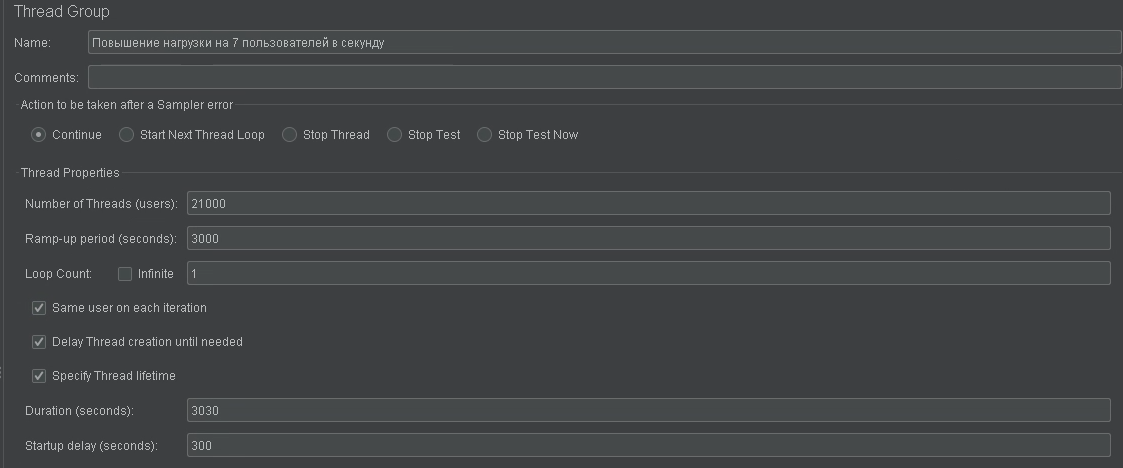 Thread Group
Name: Повышение нагрузки на 7 пользователей в секунду
Comments:
Action to be taken after a Sampler error
Continue Start Next Thread Loop Stop Thread Stop Test Stop Test Now
Thread Properties
Number of Threads (users): 21000
Ramp-up period (seconds): 3000
Loop Count: Infinite 1
Same user on each iteration
Delay Thread creation until needed
Specify Thread lifetime
Duration (seconds): 3030
Startup delay (seconds): 300